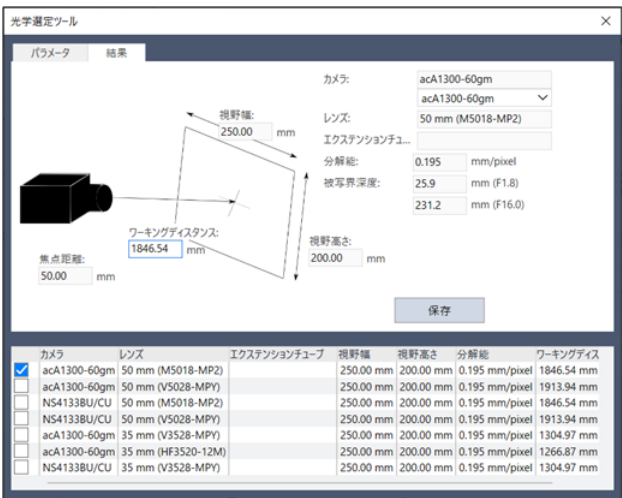 光学選定ツール
パラメータ 結果
カメラ: acA1300-60gm
acA1300-60gm
レンズ: 50 mm (M5018-MP2)
エクステンションチュ...
分解能: 0.195 mm/pixel
被写界深度: 25.9 mm (F1.8)
231.2 mm (F16.0)
視野幅:
250.00 mm
ワーキングディスタンス:
1846.54 mm
視野高さ:
200.00 mm
焦点距離:
50.00 mm
保存
カメラ レンズ エクステンションチューブ 視野幅 視野高さ 分解能 ワーキングディス
acA1300-60gm 50 mm (M5018-MP2) 250.00 mm 200.00 mm 0.195 mm/pixel 1846.54 mm
acA1300-60gm 50 mm (V5028-MPY) 250.00 mm 200.00 mm 0.195 mm/pixel 1913.94 mm
NS4133BU/CU 50 mm (M5018-MP2) 250.00 mm 200.00 mm 0.195 mm/pixel 1846.54 mm
NS4133BU/CU 50 mm (V5028-MPY) 250.00 mm 200.00 mm 0.195 mm/pixel 1913.94 mm
acA1300-60gm 35 mm (V3528-MPY) 250.00 mm 200.00 mm 0.195 mm/pixel 1304.97 mm
acA1300-60gm 35 mm (HF3520-12M) 250.00 mm 200.00 mm 0.195 mm/pixel 1266.87 mm
NS4133BU/CU 35 mm (V3528-MPY) 250.00 mm 200.00 mm 0.195 mm/pixel 1304.97 mm